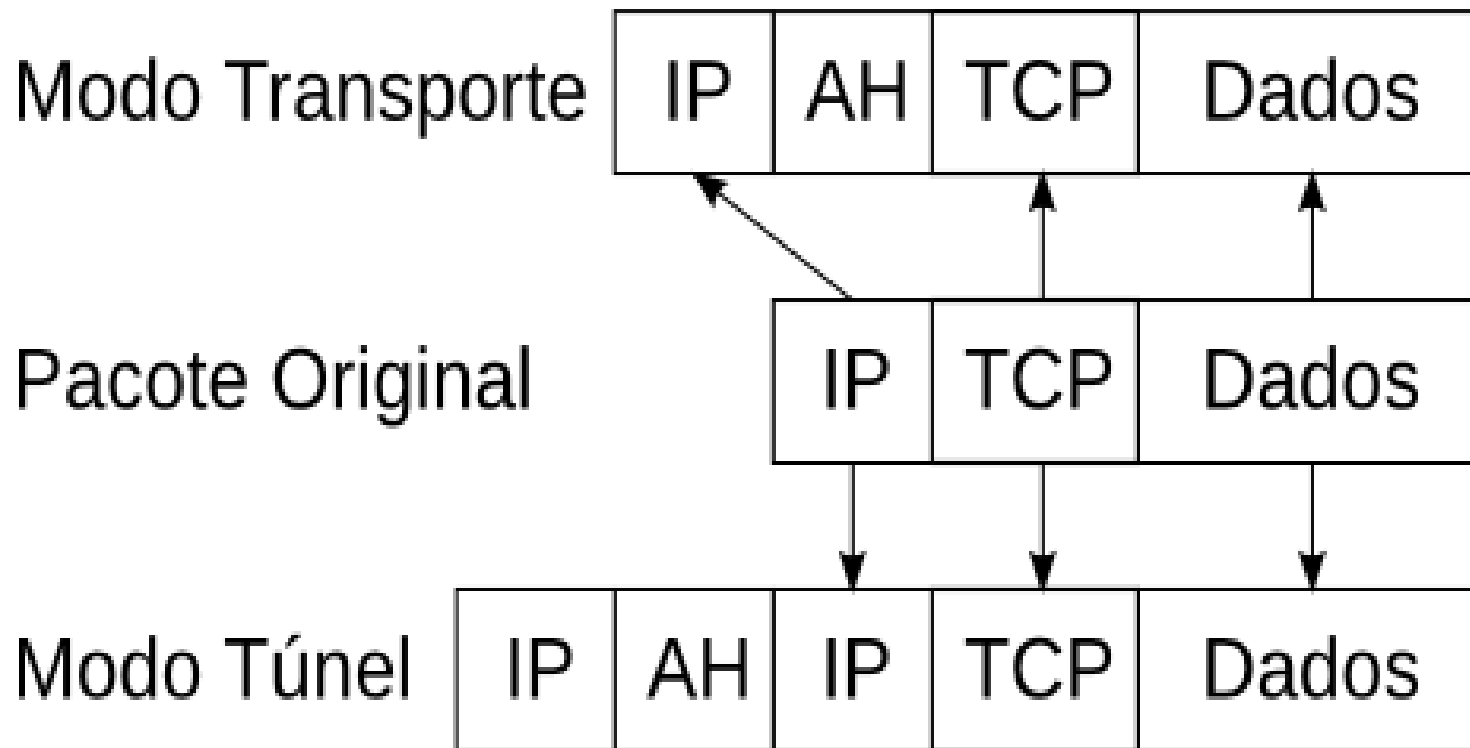 Modo Transporte IP AH TCP Dados
Pacote Original IP TCP Dados
Modo Túnel IP AH IP TCP Dados